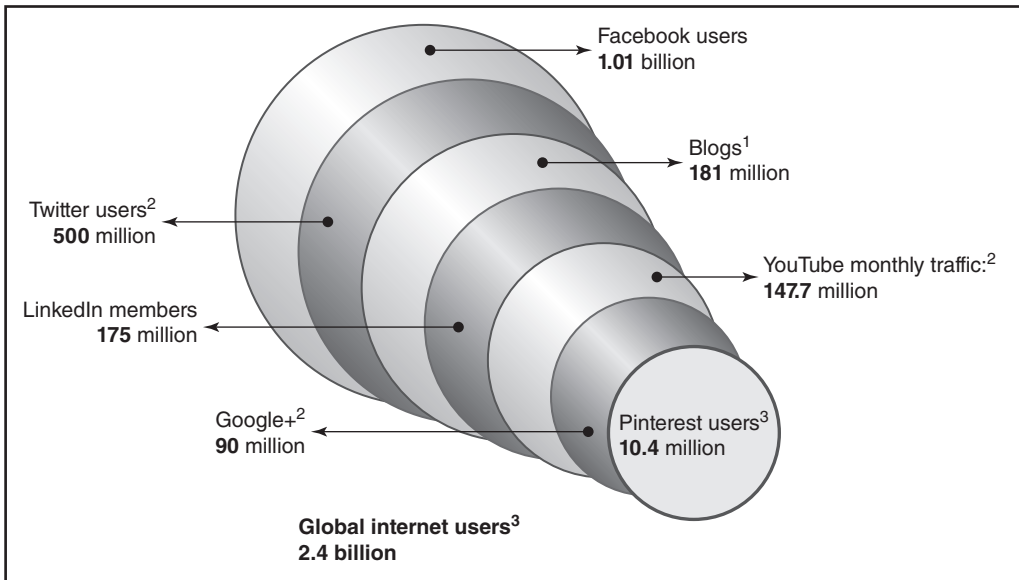 Facebook users
1.01 billion
Blogs¹
181 million
Twitter users²
500 million
YouTube monthly traffic:²
147.7 million
LinkedIn members
175 million
Google+²
90 million
Pinterest users³
10.4 million
Global internet users³
2.4 billion